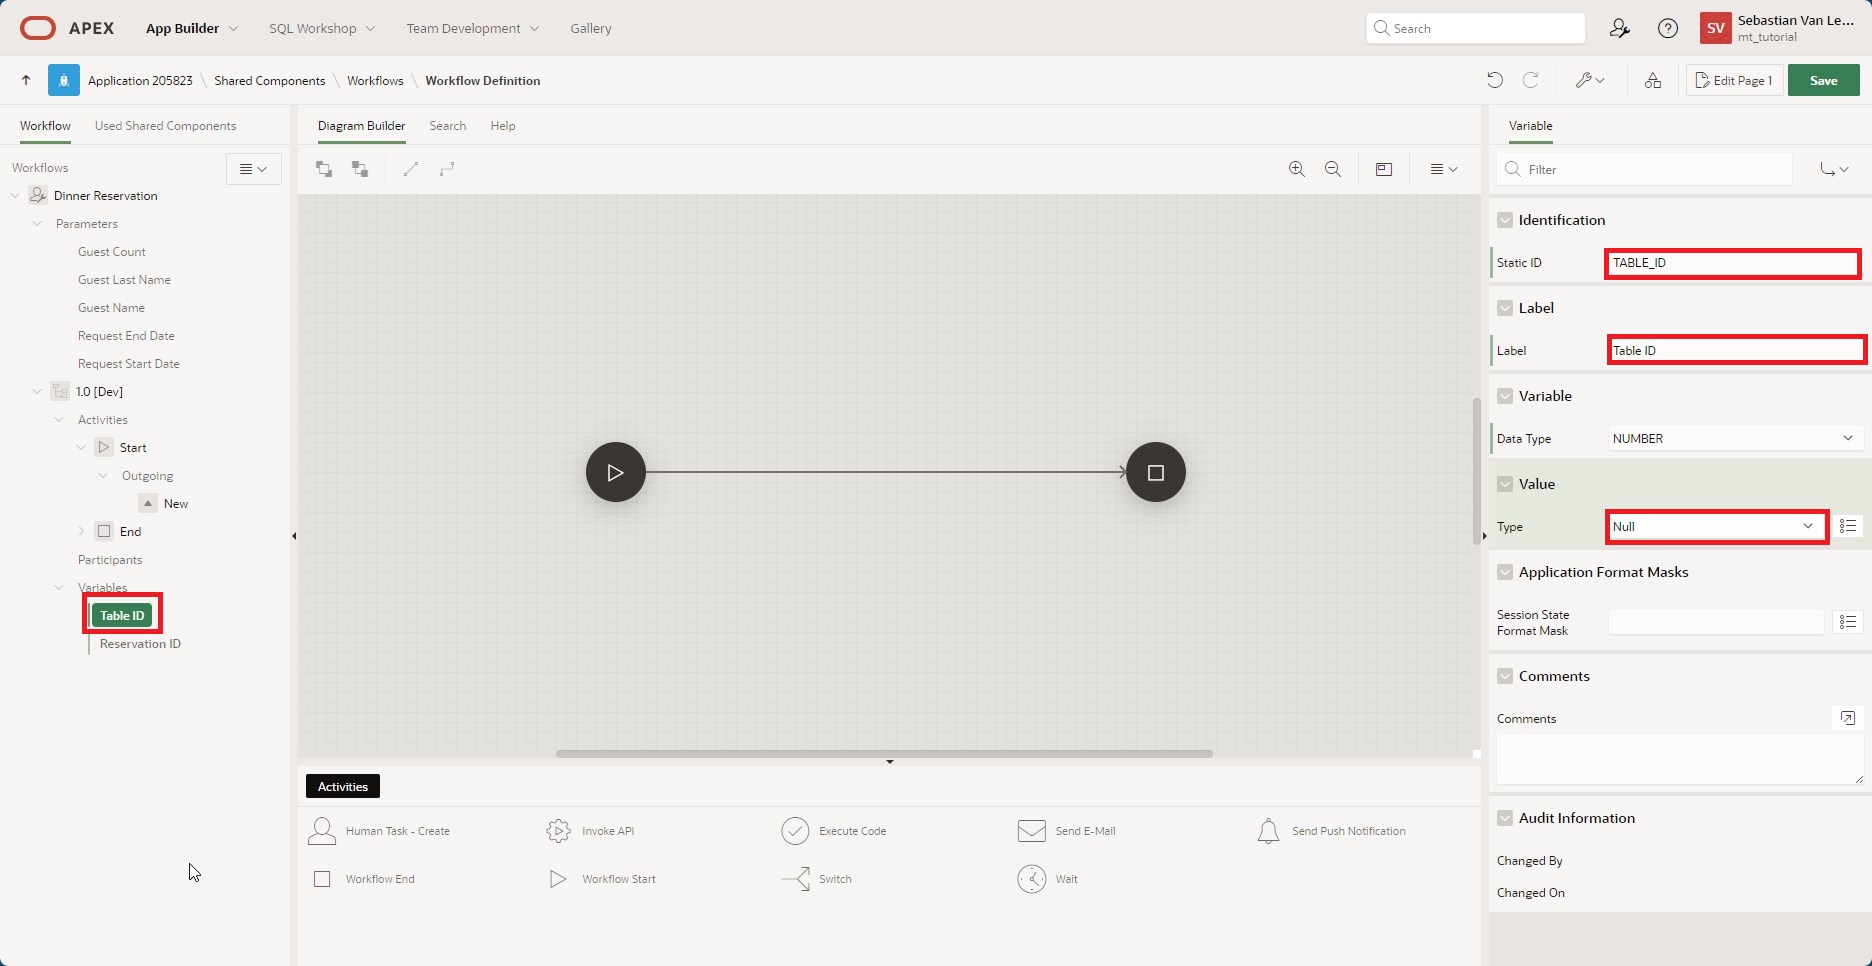 APEX
App Builder
SQL Workshop
Team Development
Gallery
Search
SV
Sebastian Van Le...
mt_tutorial
Application 205823
Shared Components
Workflows
Workflow Definition
Edit Page 1
Save
Workflow
Used Shared Components
Workflows
Dinner Reservation
Parameters
Guest Count
Guest Last Name
Guest Name
Request End Date
Request Start Date
1.0 [Dev]
Activities
Start
Outgoing
New
End
Participants
Variables
Table ID
Reservation ID
Diagram Builder
Search
Help
Activities
Human Task - Create
Invoke API
Execute Code
Send E-Mail
Send Push Notification
Workflow End
Workflow Start
Switch
Wait
Variable
Filter
Identification
Static ID
TABLE_ID
Label
Label
Table ID
Variable
Data Type
NUMBER
Value
Type
Null
Application Format Masks
Session State
Format Mask
Comments
Comments
Audit Information
Changed By
Changed On